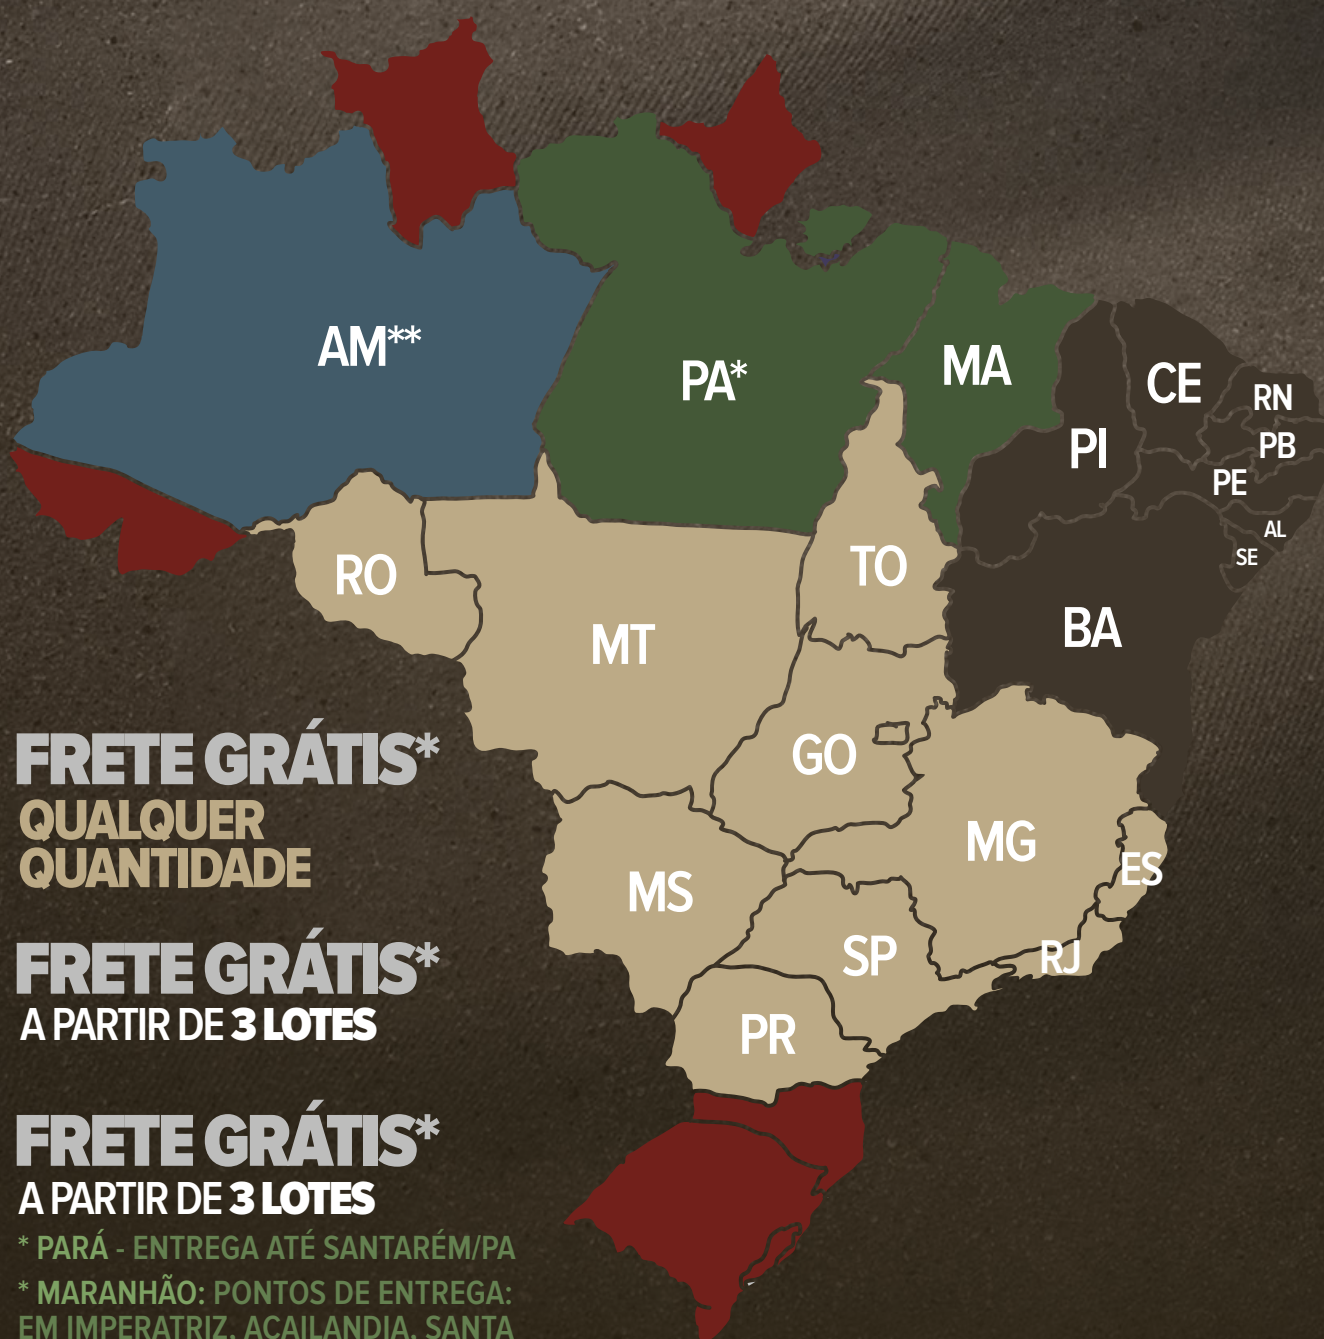 AM**
PA*
MA
CE
RN
PI
PB
PE
AL
SE
RO
TO
MT
BA
GO
MG
ES
MS
SP
RJ
PR
FRETE GRÁTIS*
QUALQUER
QUANTIDADE
FRETE GRÁTIS*
A PARTIR DE 3 LOTES
FRETE GRÁTIS*
A PARTIR DE 3 LOTES
* PARÁ - ENTREGA ATÉ SANTARÉM/PA
* MARANHÃO: PONTOS DE ENTREGA:
EM IMPERATRIZ, AÇAILANDIA, SANTA